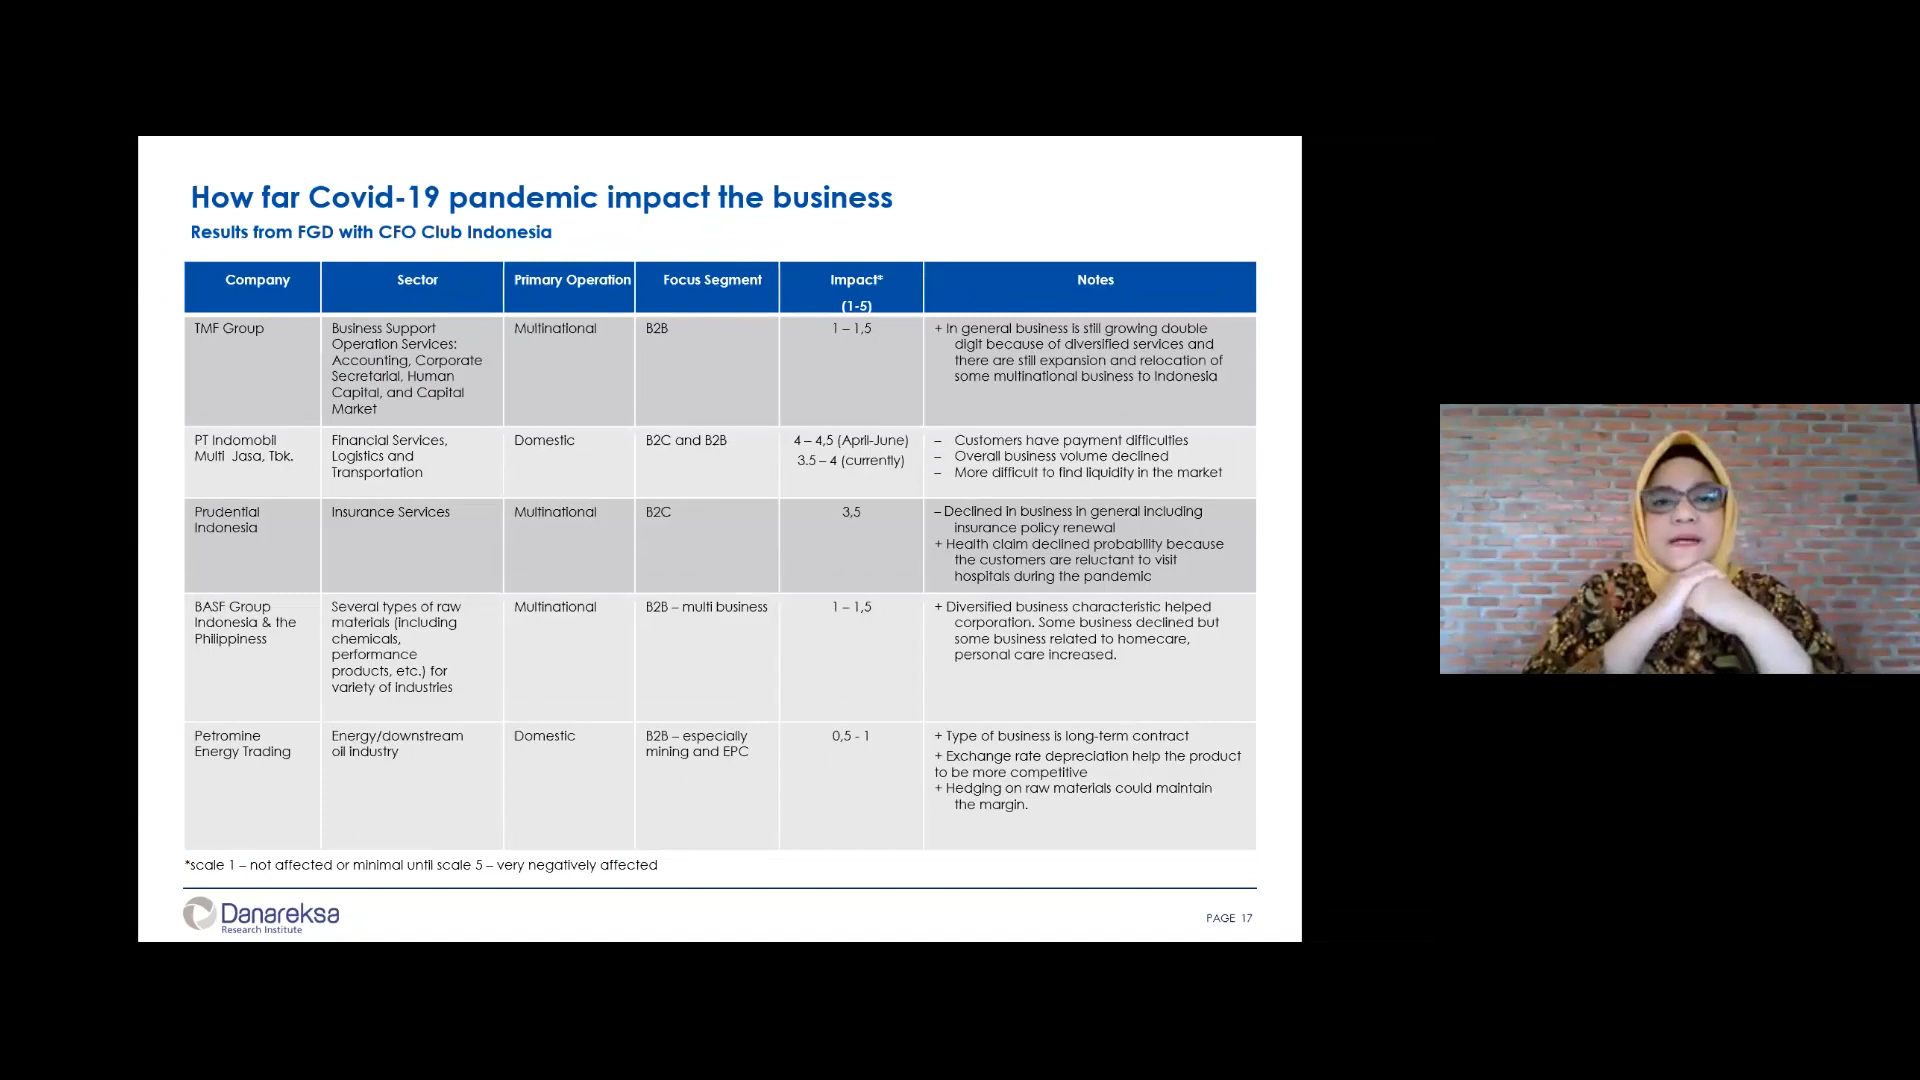 How far Covid-19 pandemic impact the business
Results from FGD with CFO Club Indonesia
Company
Sector
Primary Operation
Focus Segment
Impact*
(1-5)
Notes
TMF Group
Business Support
Operation Services:
Accounting, Corporate
Secretarial, Human
Capital, and Capital
Market
Multinational
B2B
1 – 1,5
+ In general business is still growing double
digit because of diversified services and
there are still expansion and relocation of
some multinational business to Indonesia
PT Indomobil
Multi Jasa, Tbk.
Financial Services,
Logistics and
Transportation
Domestic
B2C and B2B
4 – 4,5 (April-June)
3.5 – 4 (currently)
– Customers have payment difficulties
– Overall business volume declined
– More difficult to find liquidity in the market
Prudential
Indonesia
Insurance Services
Multinational
B2C
3,5
– Declined in business in general including
insurance policy renewal
+ Health claim declined probability because
the customers are reluctant to visit
hospitals during the pandemic
BASF Group
Indonesia & the
Philippiness
Several types of raw
materials (including
chemicals,
performance
products, etc.) for
variety of industries
Multinational
B2B – multi business
1 – 1,5
+ Diversified business characteristic helped
corporation. Some business declined but
some business related to homecare,
personal care increased.
Petromine
Energy Trading
Energy/downstream
oil industry
Domestic
B2B – especially
mining and EPC
0,5 - 1
+ Type of business is long-term contract
+ Exchange rate depreciation help the product
to be more competitive
+ Hedging on raw materials could maintain
the margin.
*scale 1 – not affected or minimal until scale 5 – very negatively affected
Danareksa
Research Institute
PAGE 17